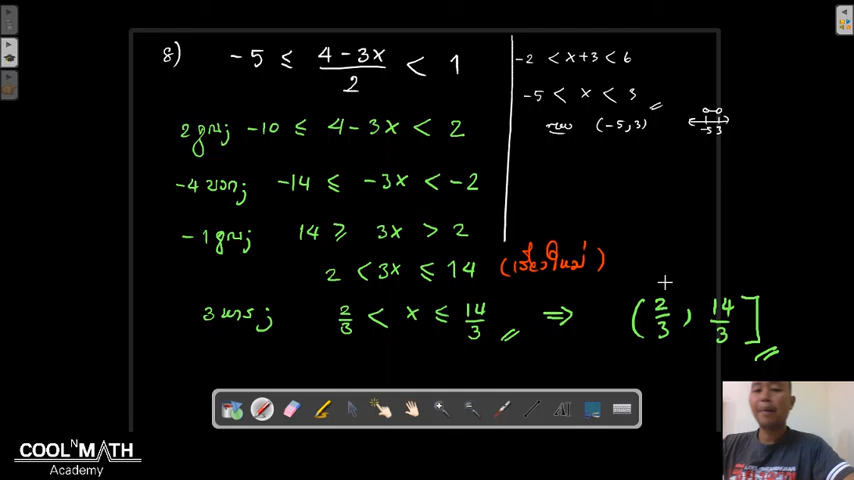 8) -5 ≤ (4-3x)/2 < 1
2 คูณ; -10 ≤ 4-3x < 2
-4 บวก; -14 ≤ -3x < -2
-1 คูณ; 14 ≥ 3x > 2
2 < 3x ≤ 14 (เรียงใหม่)
3 หาร; 2/3 < x ≤ 14/3 ⇒ (2/3, 14/3]
-2 < x+3 < 6
-5 < x < 3
(-5,3)
-5 3
COOL N MATH
Academy